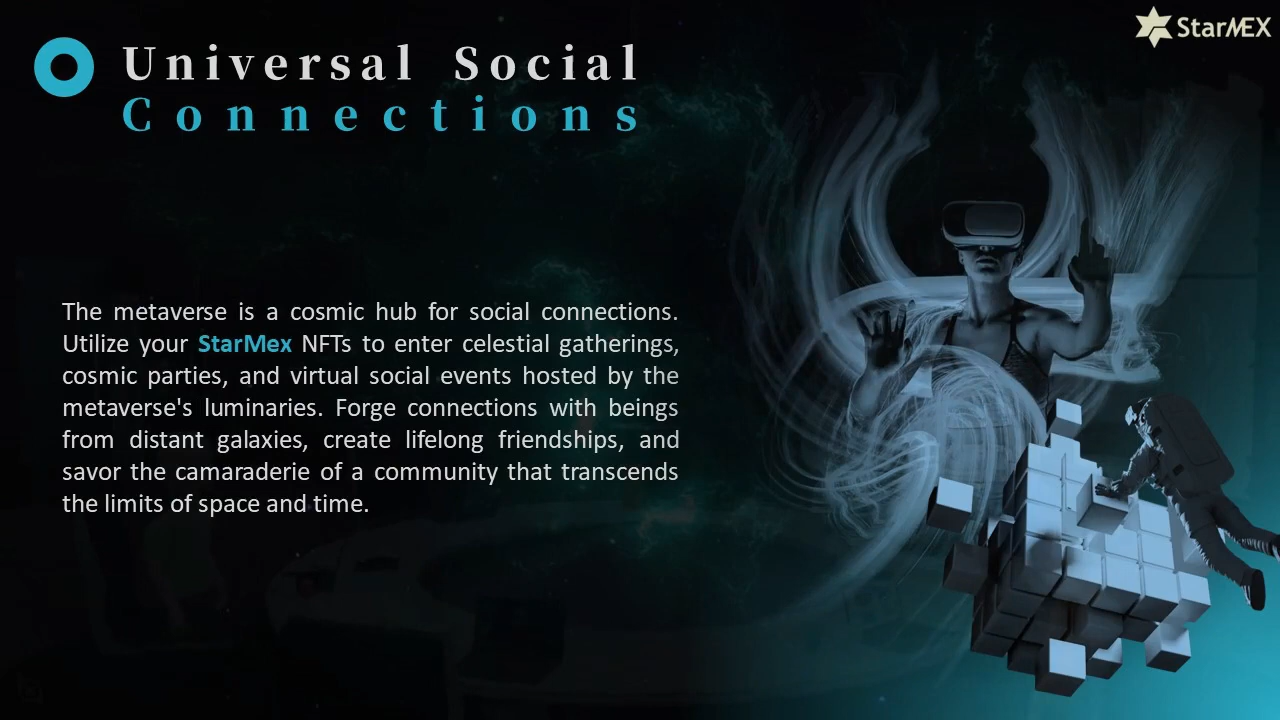 StarMEX
Universal Social
Connections
The metaverse is a cosmic hub for social connections.
Utilize your StarMex NFTs to enter celestial gatherings,
cosmic parties, and virtual social events hosted by the
metaverse's luminaries. Forge connections with beings
from distant galaxies, create lifelong friendships, and
savor the camaraderie of a community that transcends
the limits of space and time.